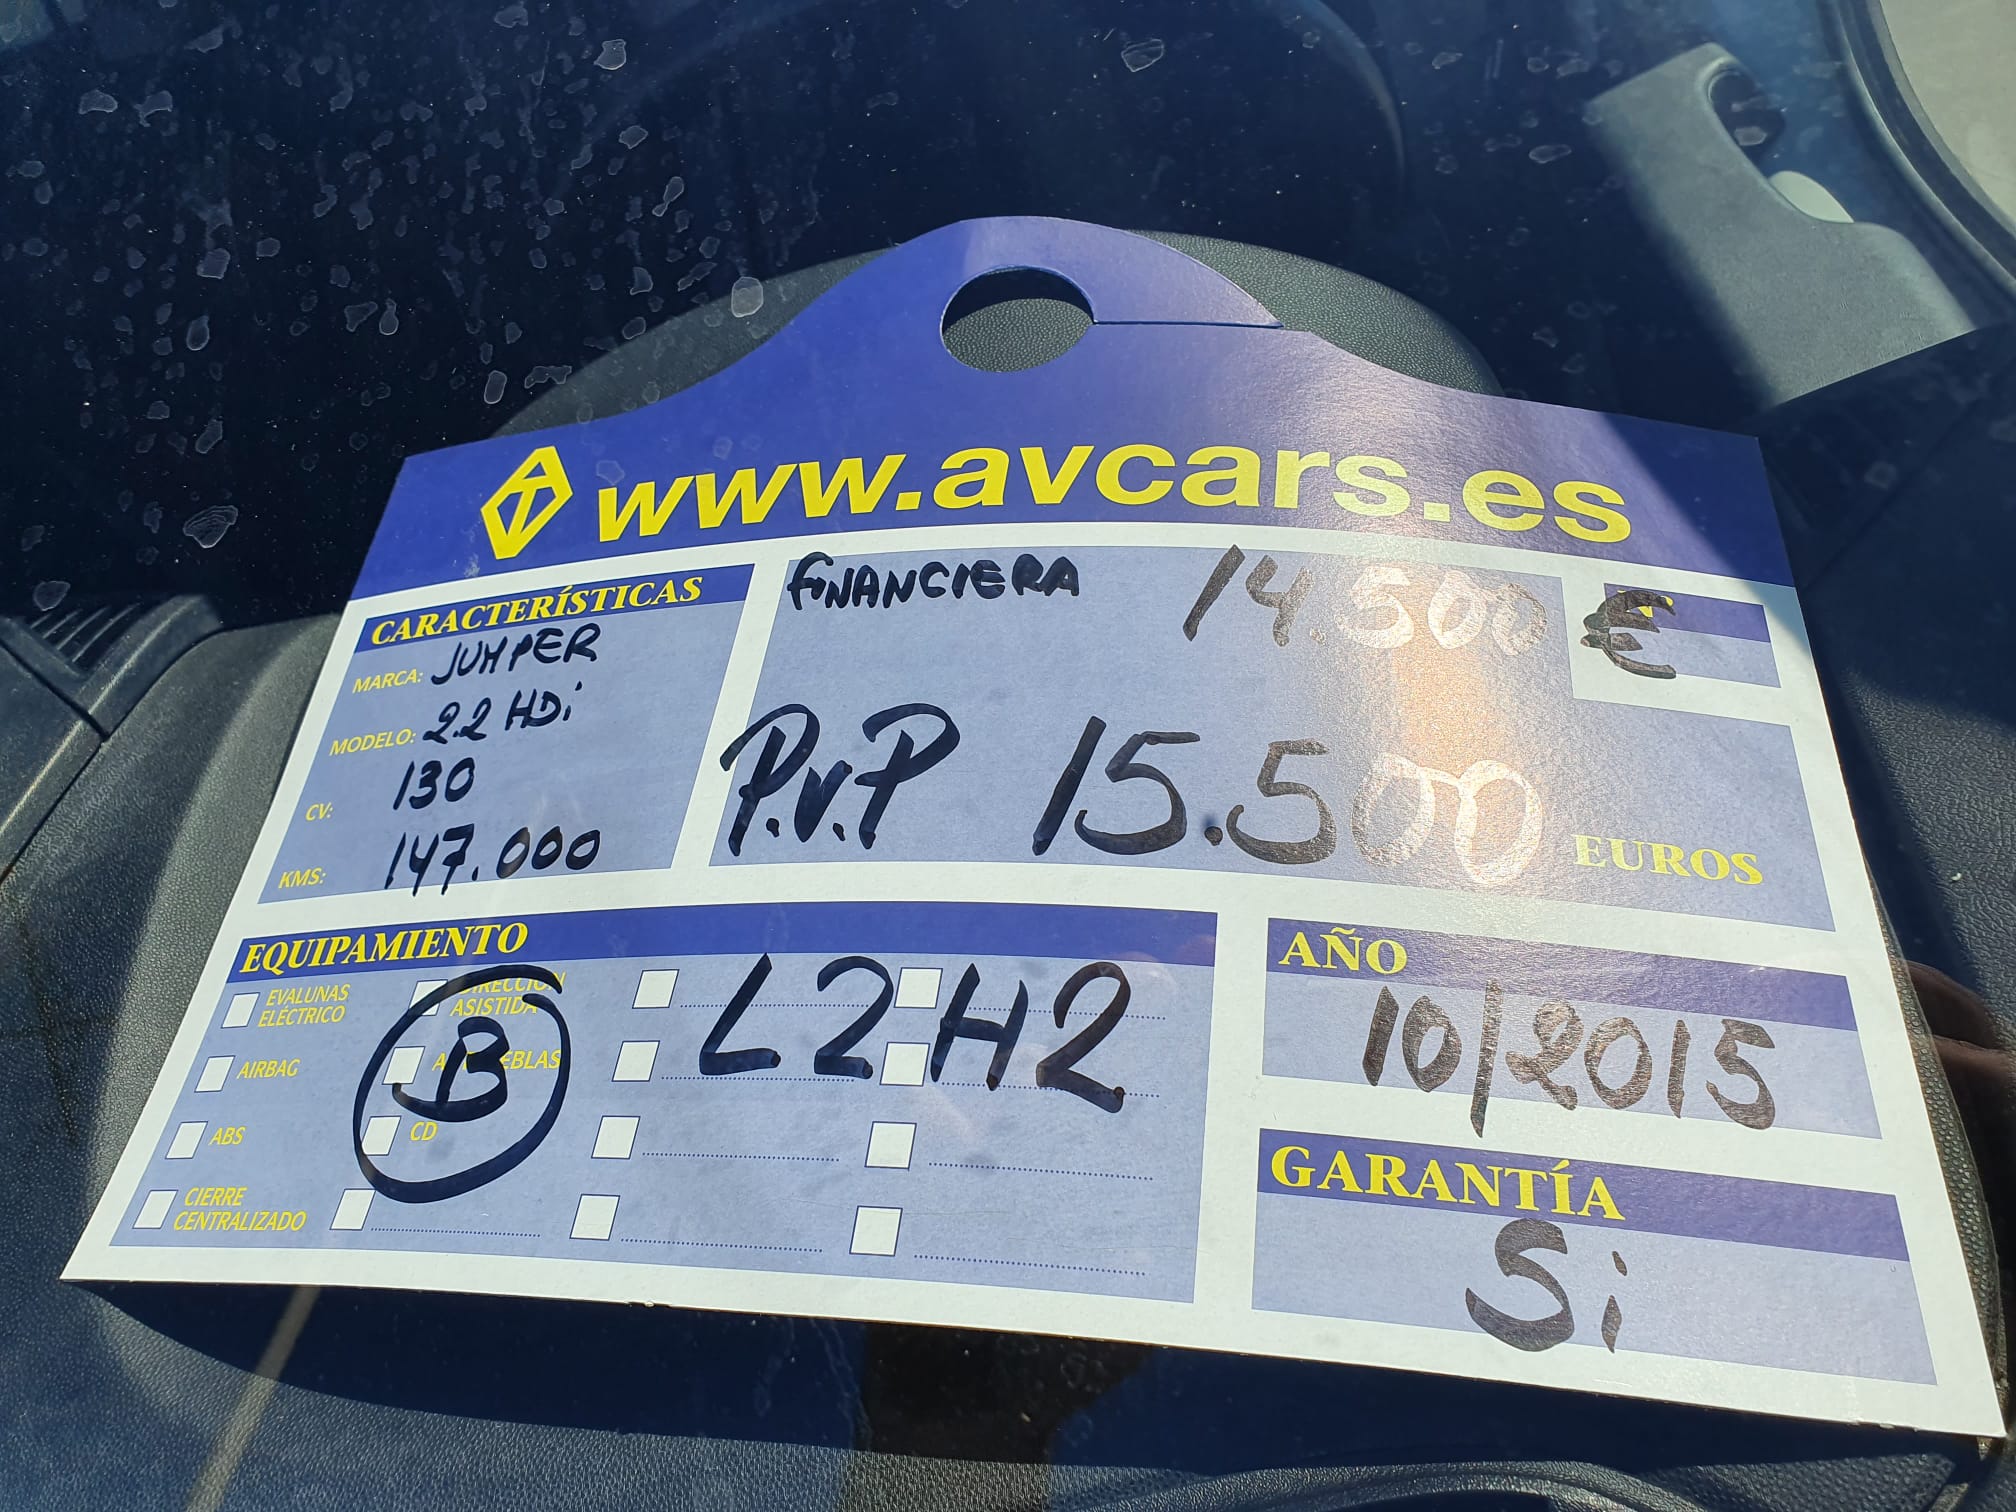 www.avcars.es
CARACTERÍSTICAS
MARCA: JUMPER
MODELO: 2.2 HDi
CV: 130
KMS: 147.000
FINANCIERA 14.500 €
P.V.P 15.500 EUROS
EQUIPAMIENTO
EVALUNAS
ELÉCTRICO
DIRECCIÓN
ASISTIDA
AIRBAG
ABS
CD
CIERRE
CENTRALIZADO
B
L2H2
AÑO
10/2015
GARANTÍA
Si